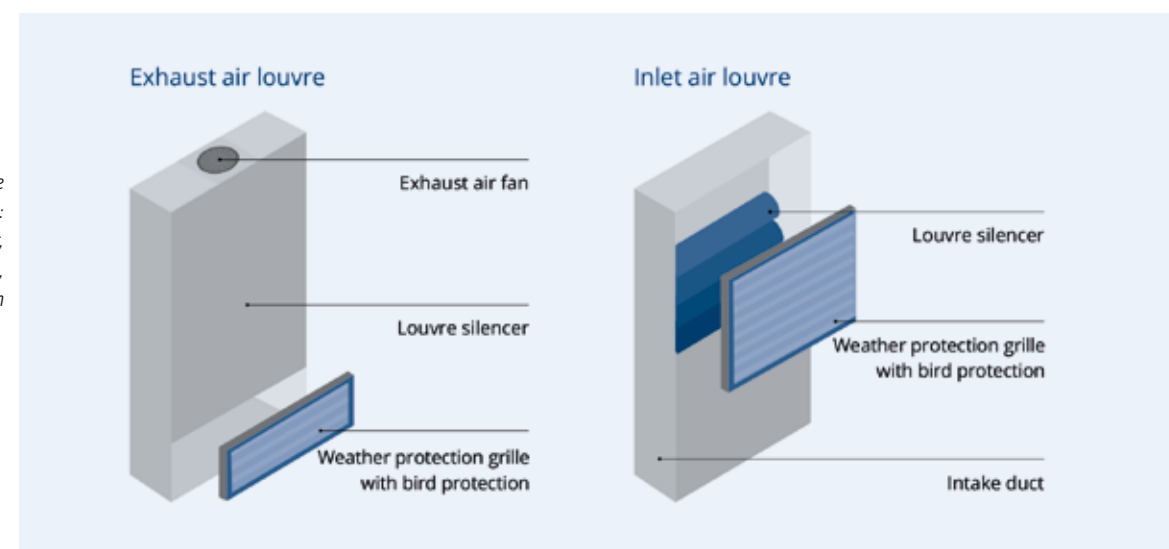 Exhaust air louvre
Exhaust air fan
Louvre silencer
Weather protection grille
with bird protection
Inlet air louvre
Louvre silencer
Weather protection grille
with bird protection
Intake duct